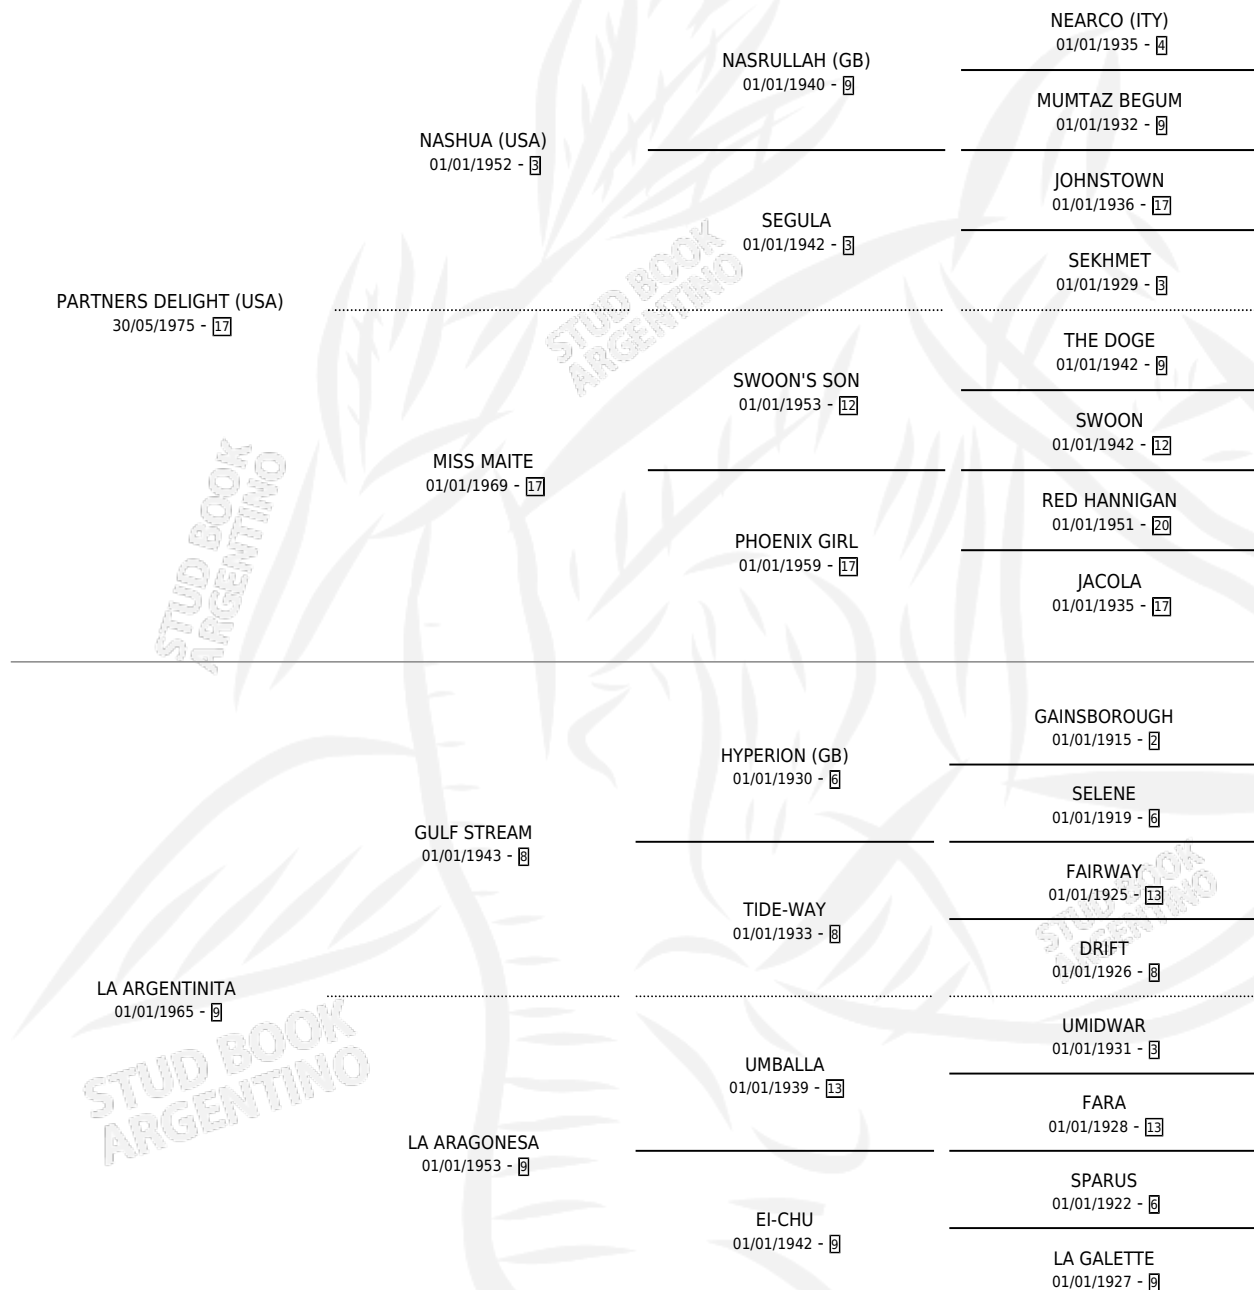 NEARCO (ITY)
01/01/1935 - 4
NASRULLAH (GB)
01/01/1940 - 9
MUMTAZ BEGUM
01/01/1932 - 9
NASHUA (USA)
01/01/1952 - 3
JOHNSTOWN
01/01/1936 - 17
SEGULA
01/01/1942 - 3
SEKHMET
01/01/1929 - 3
PARTNERS DELIGHT (USA)
30/05/1975 - 17
THE DOGE
01/01/1942 - 9
SWOON'S SON
01/01/1953 - 12
SWOON
01/01/1942 - 12
MISS MAITE
01/01/1969 - 17
RED HANNIGAN
01/01/1951 - 20
PHOENIX GIRL
01/01/1959 - 17
JACOLA
01/01/1935 - 17
GAINSBOROUGH
01/01/1915 - 2
HYPERION (GB)
01/01/1930 - 6
SELENE
01/01/1919 - 6
GULF STREAM
01/01/1943 - 8
FAIRWAY
01/01/1925 - 13
TIDE-WAY
01/01/1933 - 8
DRIFT
01/01/1926 - 8
LA ARGENTINITA
01/01/1965 - 9
UMIDWAR
01/01/1931 - 3
UMBALLA
01/01/1939 - 13
FARA
01/01/1928 - 13
LA ARAGONESA
01/01/1953 - 9
SPARUS
01/01/1922 - 6
EI-CHU
01/01/1942 - 9
LA GALETTE
01/01/1927 - 9
STUD BOOK
ARGENTINO
STUD BOOK
ARGENTINO
STUD BOOK
ARGENTINO
STUD BOOK
ARGENTINO